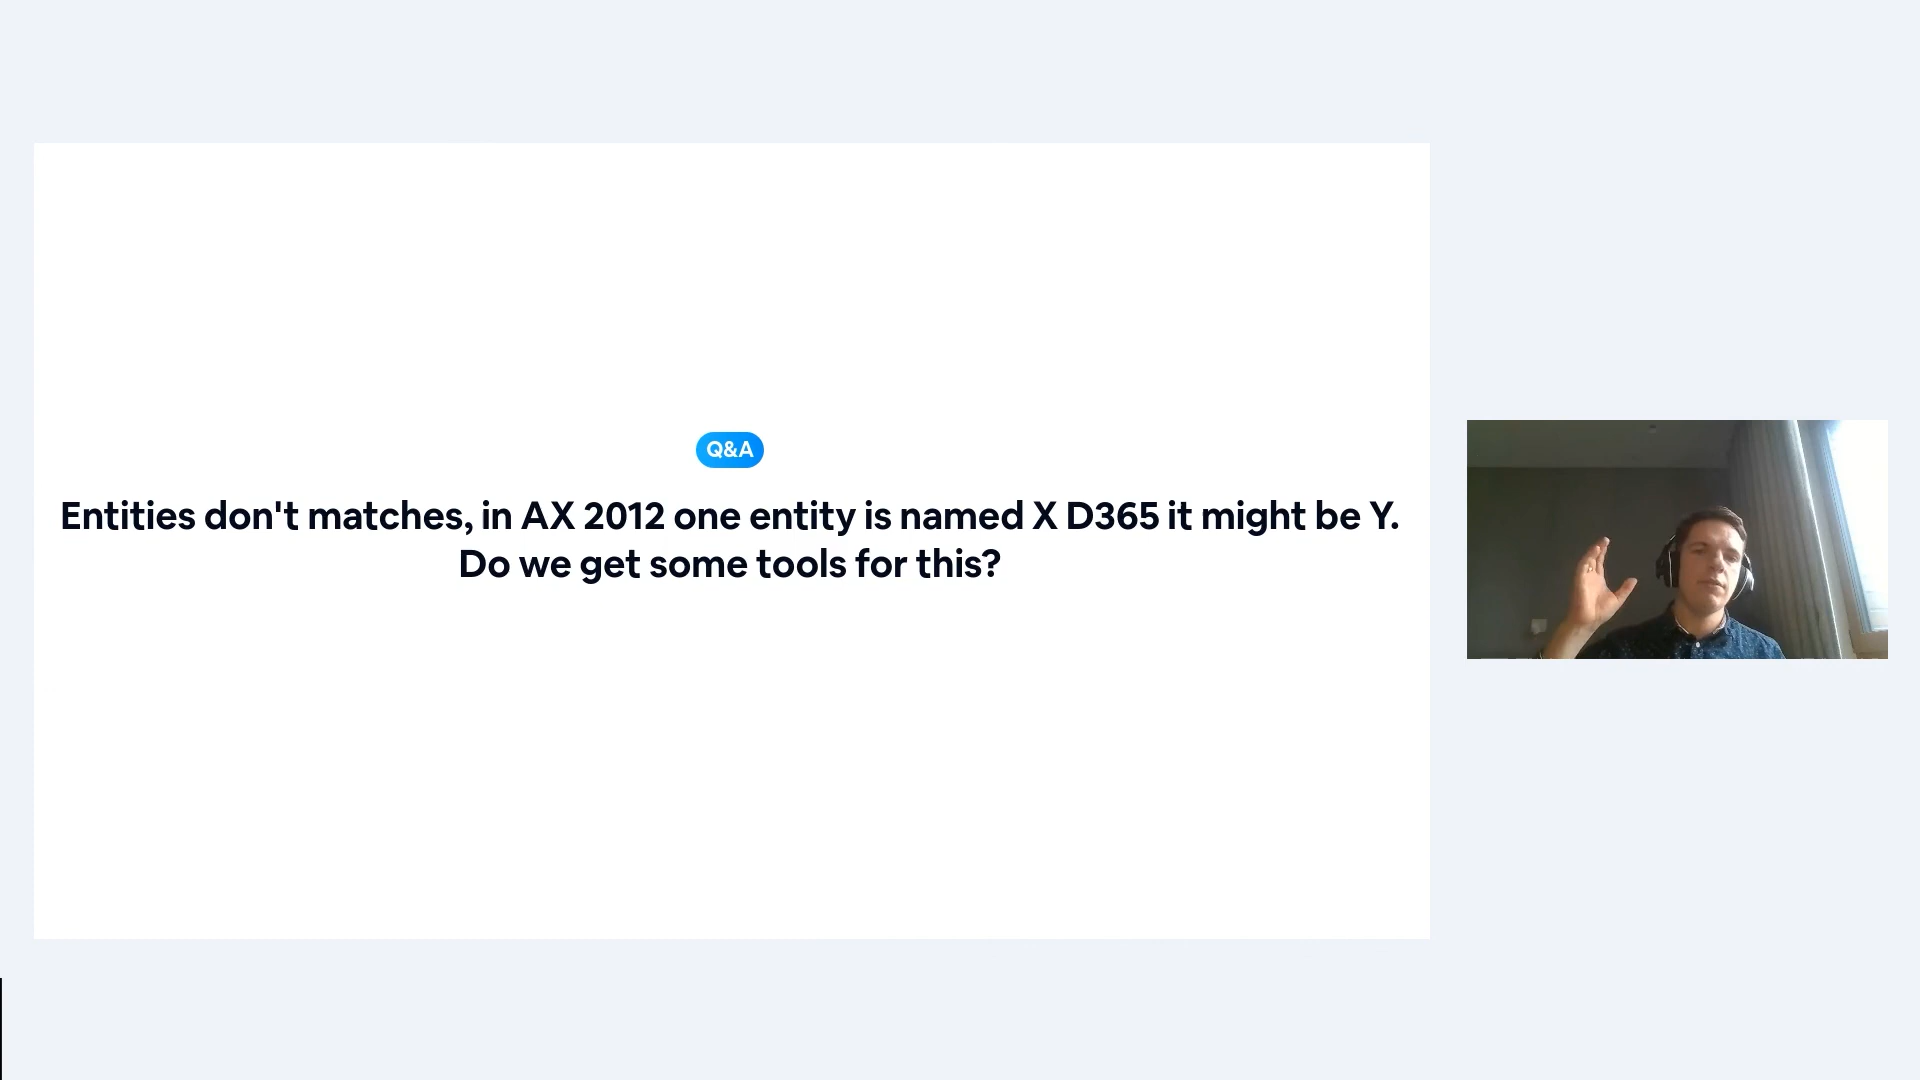 Q&A
Entities don't matches, in AX 2012 one entity is named X D365 it might be Y.
Do we get some tools for this?